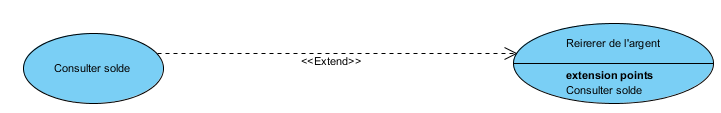 Consulter solde
<<Extend>>
Reirerer de l'argent
extension points
Consulter solde